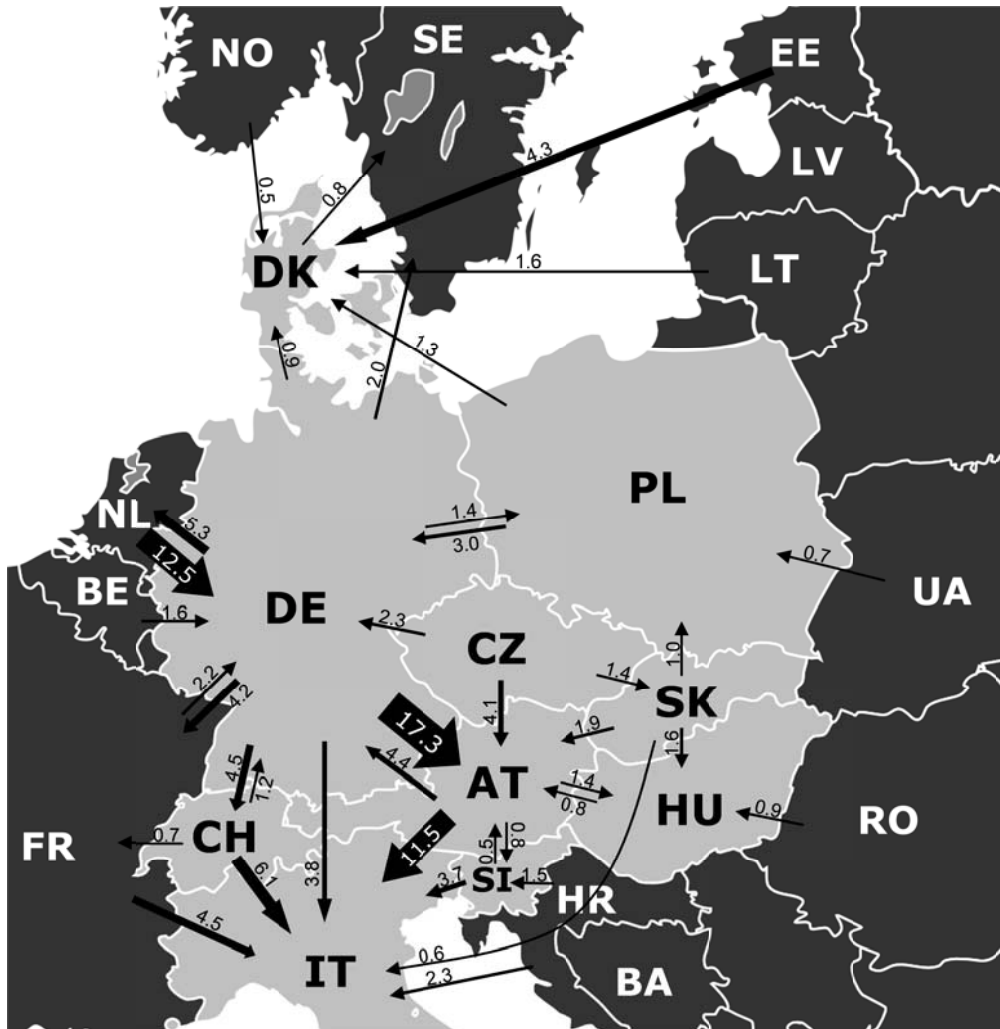 NO
SE
EE
LV
4.3
0.5
0.8
DK
1.6
LT
1.3
0.9
2.0
PL
NL
5.3
1.4
3.0
12.5
0.7
BE
1.6
DE
2.3
CZ
UA
2.2
4.2
1.4
1.0
SK
17.3
4.1
1.9
1.6
4.5
1.2
4.4
AT
1.4
0.8
HU
0.9
RO
FR
0.7
CH
6.1
3.8
11.5
0.5
0.8
3.7
SI
1.5
HR
4.5
0.6
IT
2.3
BA